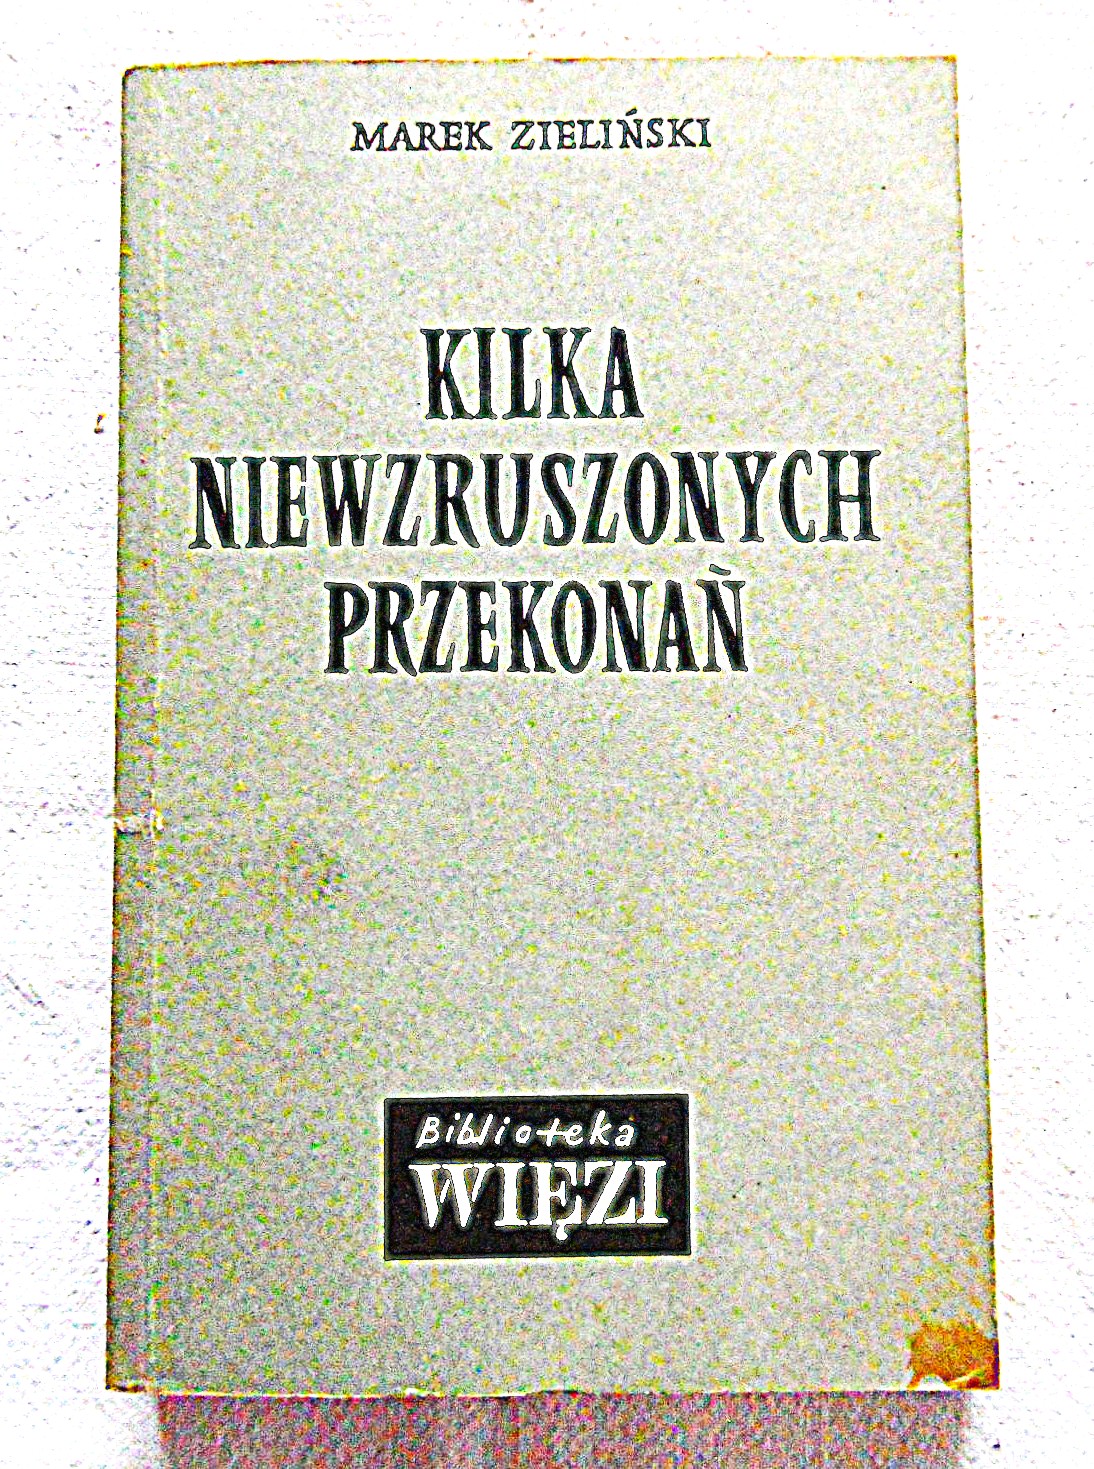 MAREK ZIELIŃSKI
KILKA
NIEWZRUSZONYCH
PRZEKONAŃ
Biblioteka
WIĘZI